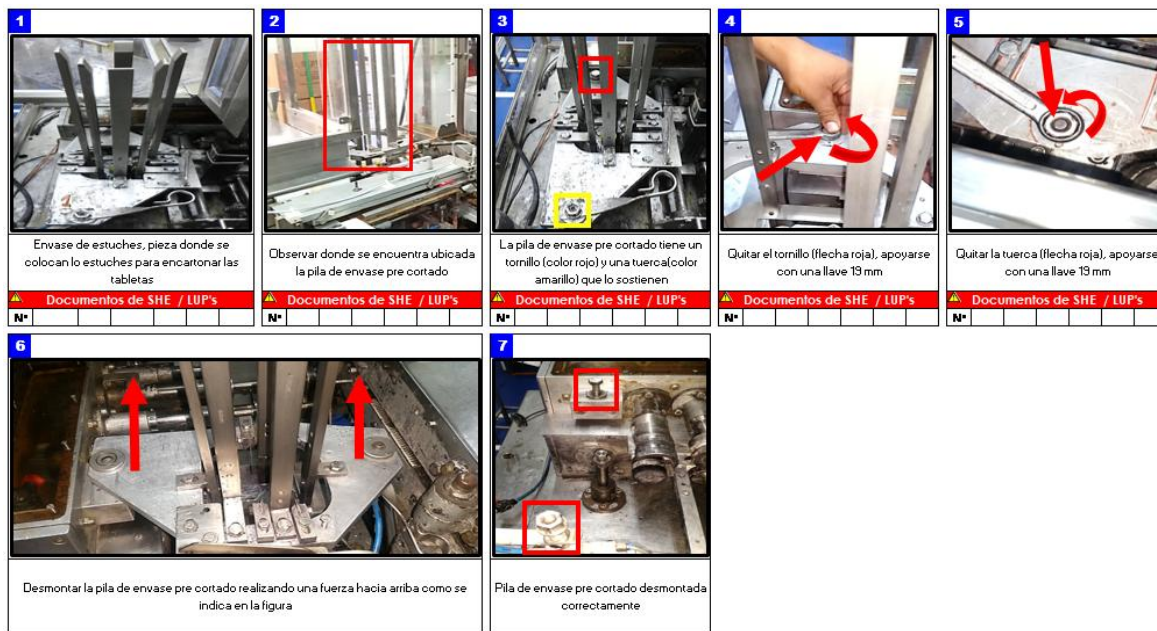 1
2
3
4
5
Envase de estuches, pieza donde se
colocan lo estuches para encartonar las
tabletas
Observar donde se encuentra ubicada
la pila de envase pre cortado
La pila de envase pre cortado tiene un
tornillo (color rojo) y una tuerca(color
amarillo) que lo sostienen
Quitar el tornillo (flecha roja), apoyarse
con una llave 19 mm
Quitar la tuerca (flecha roja), apoyarse
con una llave 19 mm
Documentos de SHE / LUP's
Documentos de SHE / LUP's
Documentos de SHE / LUP's
Documentos de SHE / LUP's
Documentos de SHE / LUP's
N°
N°
N°
N°
N°
6
7
Desmontar la pila de envase pre cortado realizando una fuerza hacia arriba como se
indica en la figura
Pila de envase pre cortado desmontada
correctamente